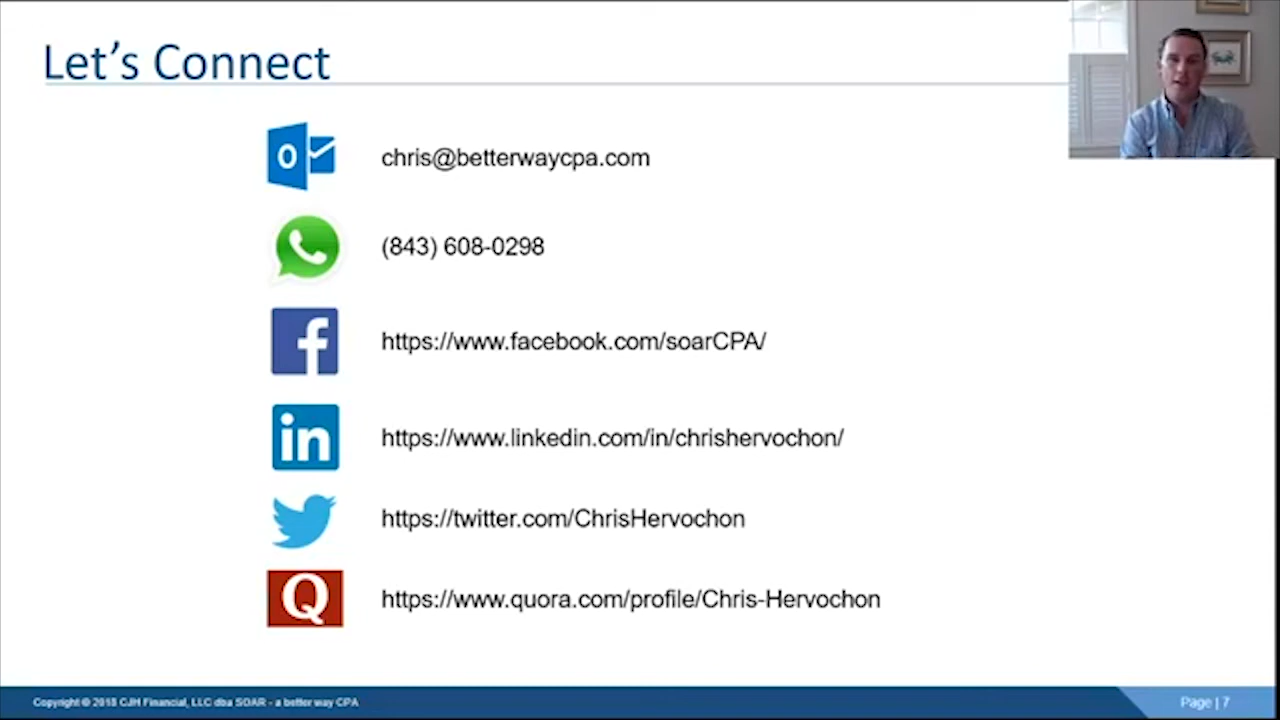 Let's Connect
chris@betterwaycpa.com
(843) 608-0298
https://www.facebook.com/soarCPA/
https://www.linkedin.com/in/chrishervochon/
https://twitter.com/ChrisHervochon
https://www.quora.com/profile/Chris-Hervochon
Copyright © 2018 CJH Financial, LLC dba SOAR - a better way CPA
Page | 7